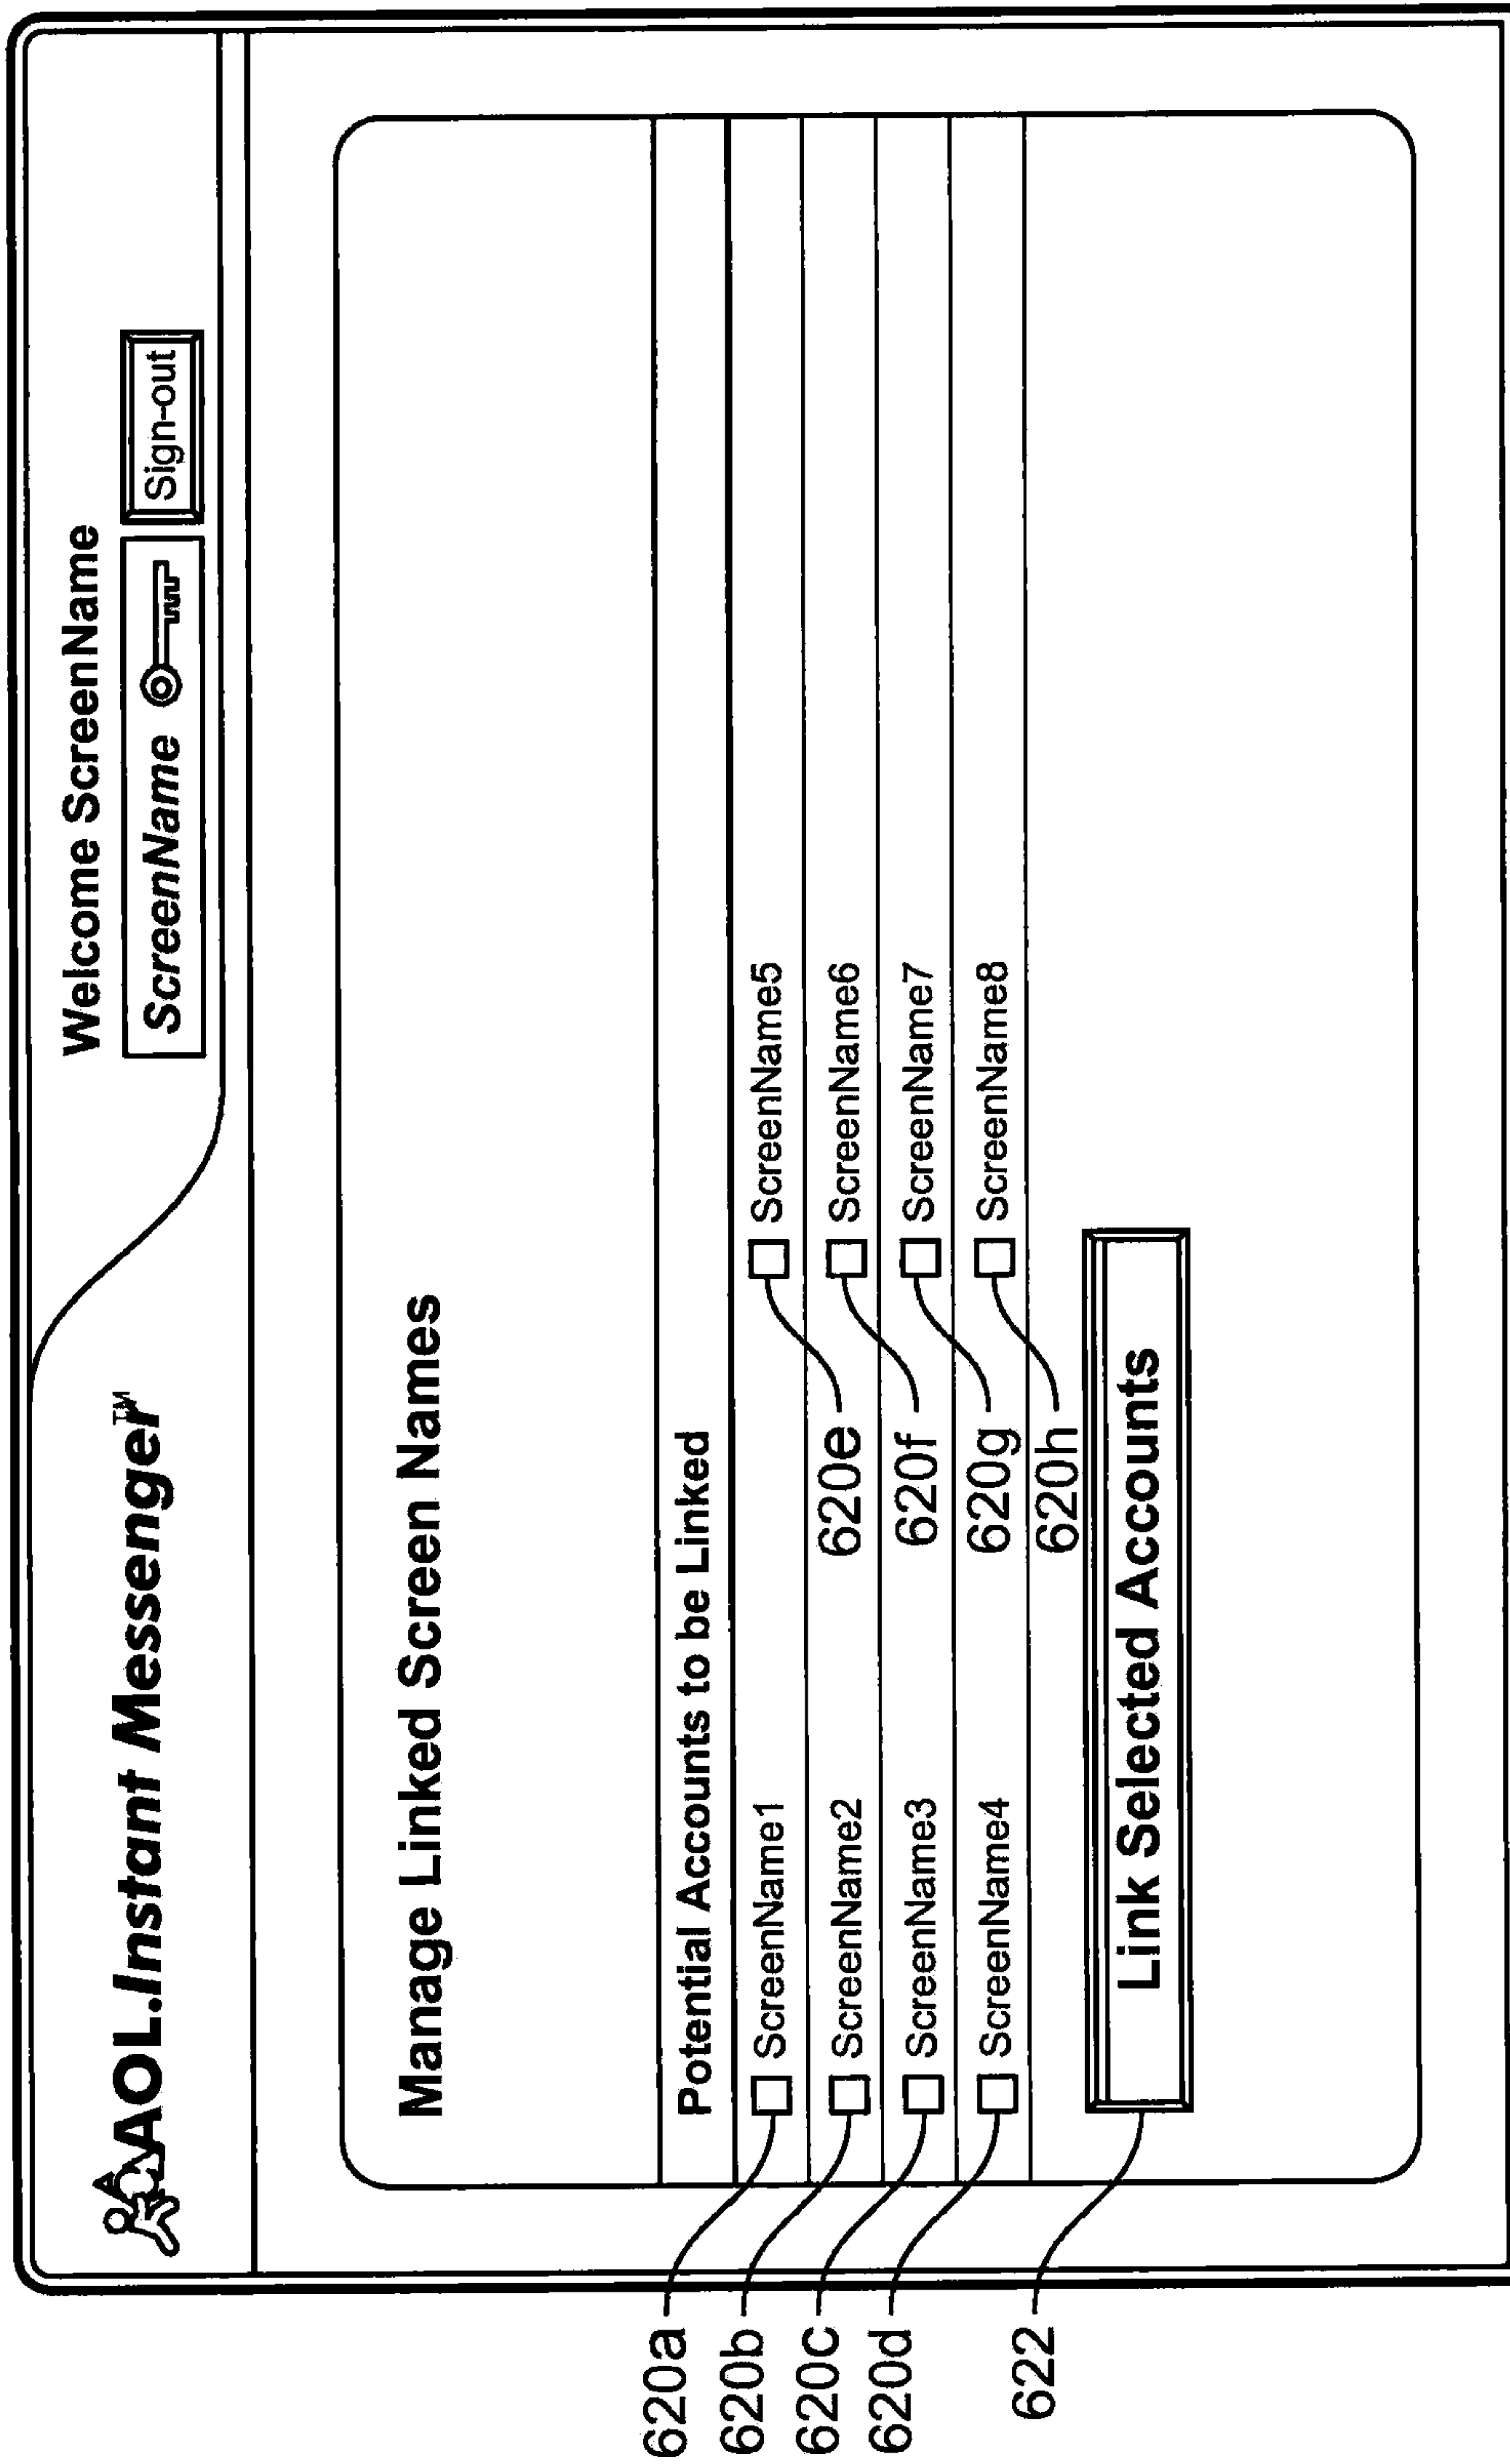 AOL.Instant Messenger™
Welcome ScreenName
ScreenName
Sign-out
Manage Linked Screen Names
Potential Accounts to be Linked
620a ScreenName1
620b ScreenName2
620c ScreenName3
620d ScreenName4
620e ScreenName5
620f ScreenName6
620g ScreenName7
620h ScreenName8
622 Link Selected Accounts